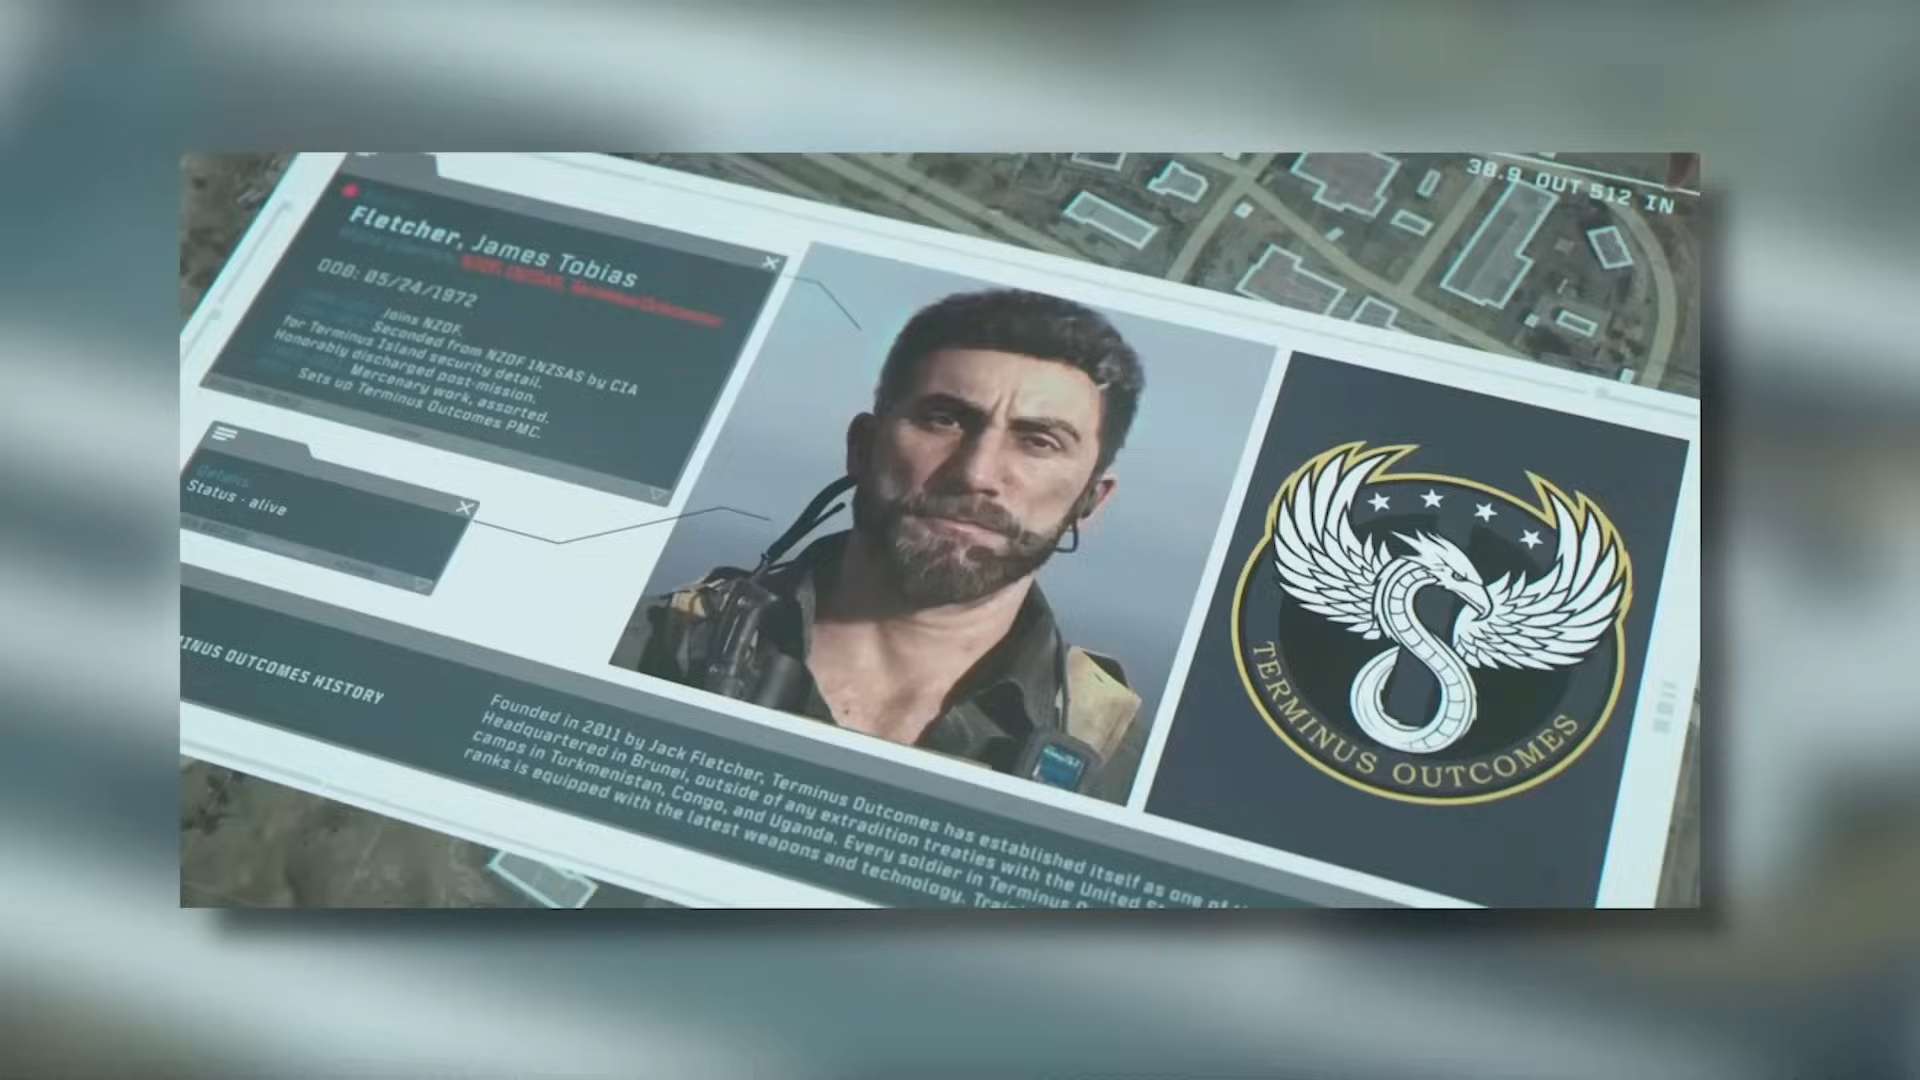 38.9 OUT 512 IN
Fletcher, James Tobias
DOB: 05/24/1972
Joins NZDF.
Seconded from NZDF 1NZSAS by CIA
for Terminus Island security detail.
Honorably discharged post-mission.
Mercenary work, assorted.
Sets up Terminus Outcomes PMC.
Details:
Status - alive
TERMINUS OUTCOMES
INUS OUTCOMES HISTORY
Founded in 2011 by Jack Fletcher, Terminus Outcomes has established itself as one of
Headquartered in Brunei, outside of any extradition treaties with the United
camps in Turkmenistan, Congo, and Uganda. Every soldier in Terminus
ranks is equipped with the latest weapons and technology.